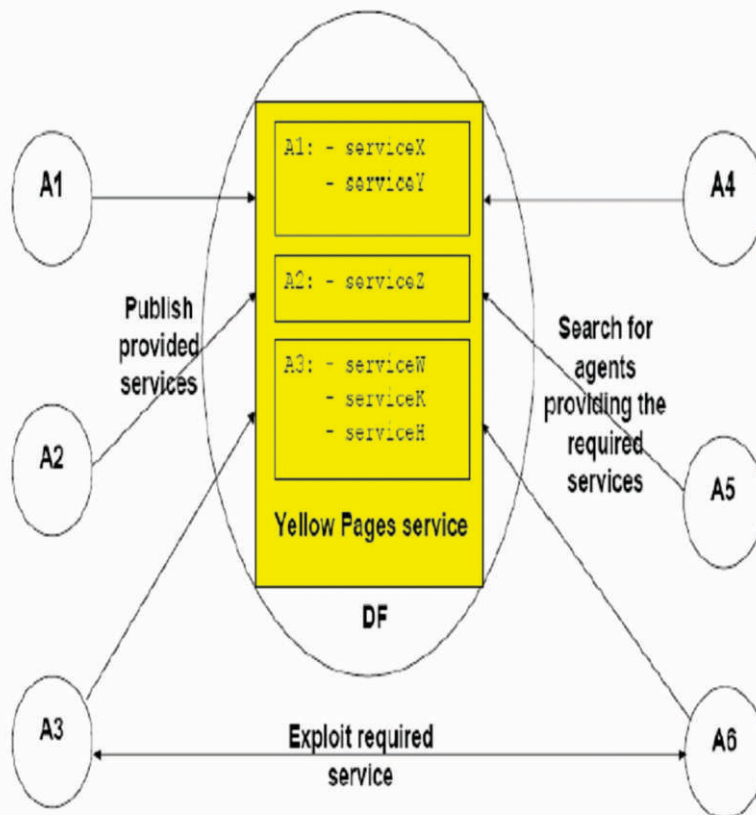 A1
A2
A3
Publish
provided
services
A1: - serviceX
- serviceY
A2: - serviceZ
A3: - serviceW
- serviceK
- serviceH
Yellow Pages service
DF
A4
Search for
agents
providing the
required
services
A5
A6
Exploit required
service